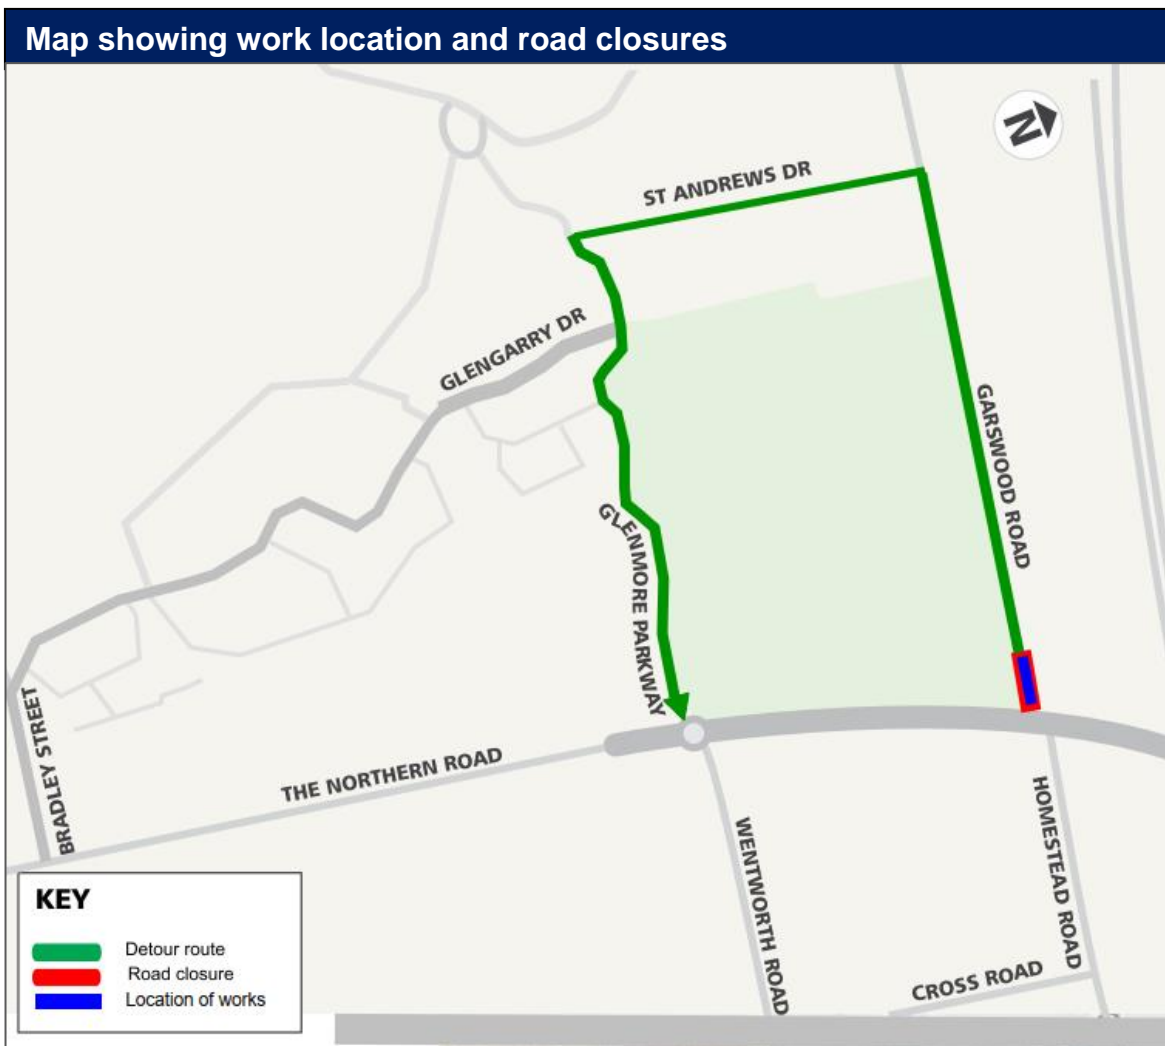 Map showing work location and road closures
N
ST ANDREWS DR
GLENGARRY DR
GARSWOOD ROAD
GLENMORE PARKWAY
BRADLEY STREET
THE NORTHERN ROAD
WENTWORTH ROAD
HOMESTEAD ROAD
CROSS ROAD
KEY
Detour route
Road closure
Location of works